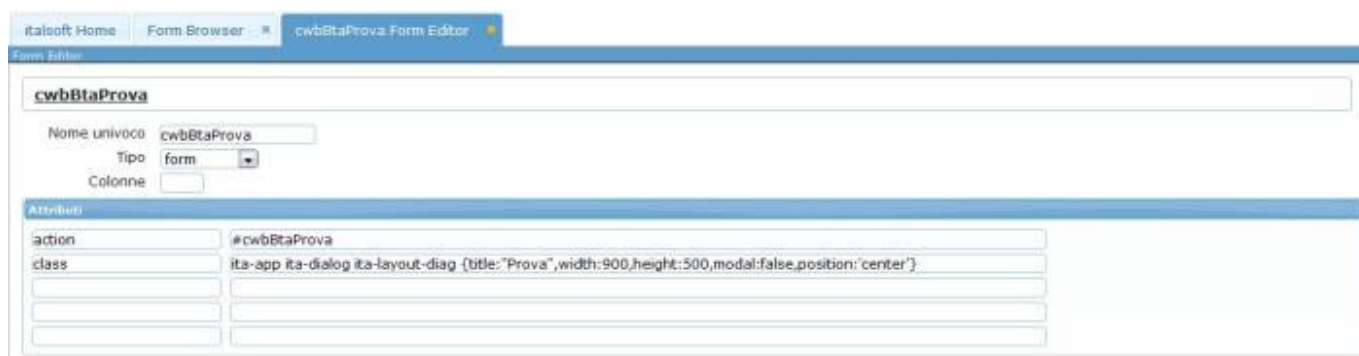 italsoft Home Form Browser cwbBtaProva Form Editor
Form Editor
cwbBtaProva
Nome univoco cwbBtaProva
Tipo form
Colonne
Attributi
action #cwbBtaProva
class ita-app ita-dialog ita-layout-diag {title:"Prova",width:900,height:500,modal:false,position:'center'}